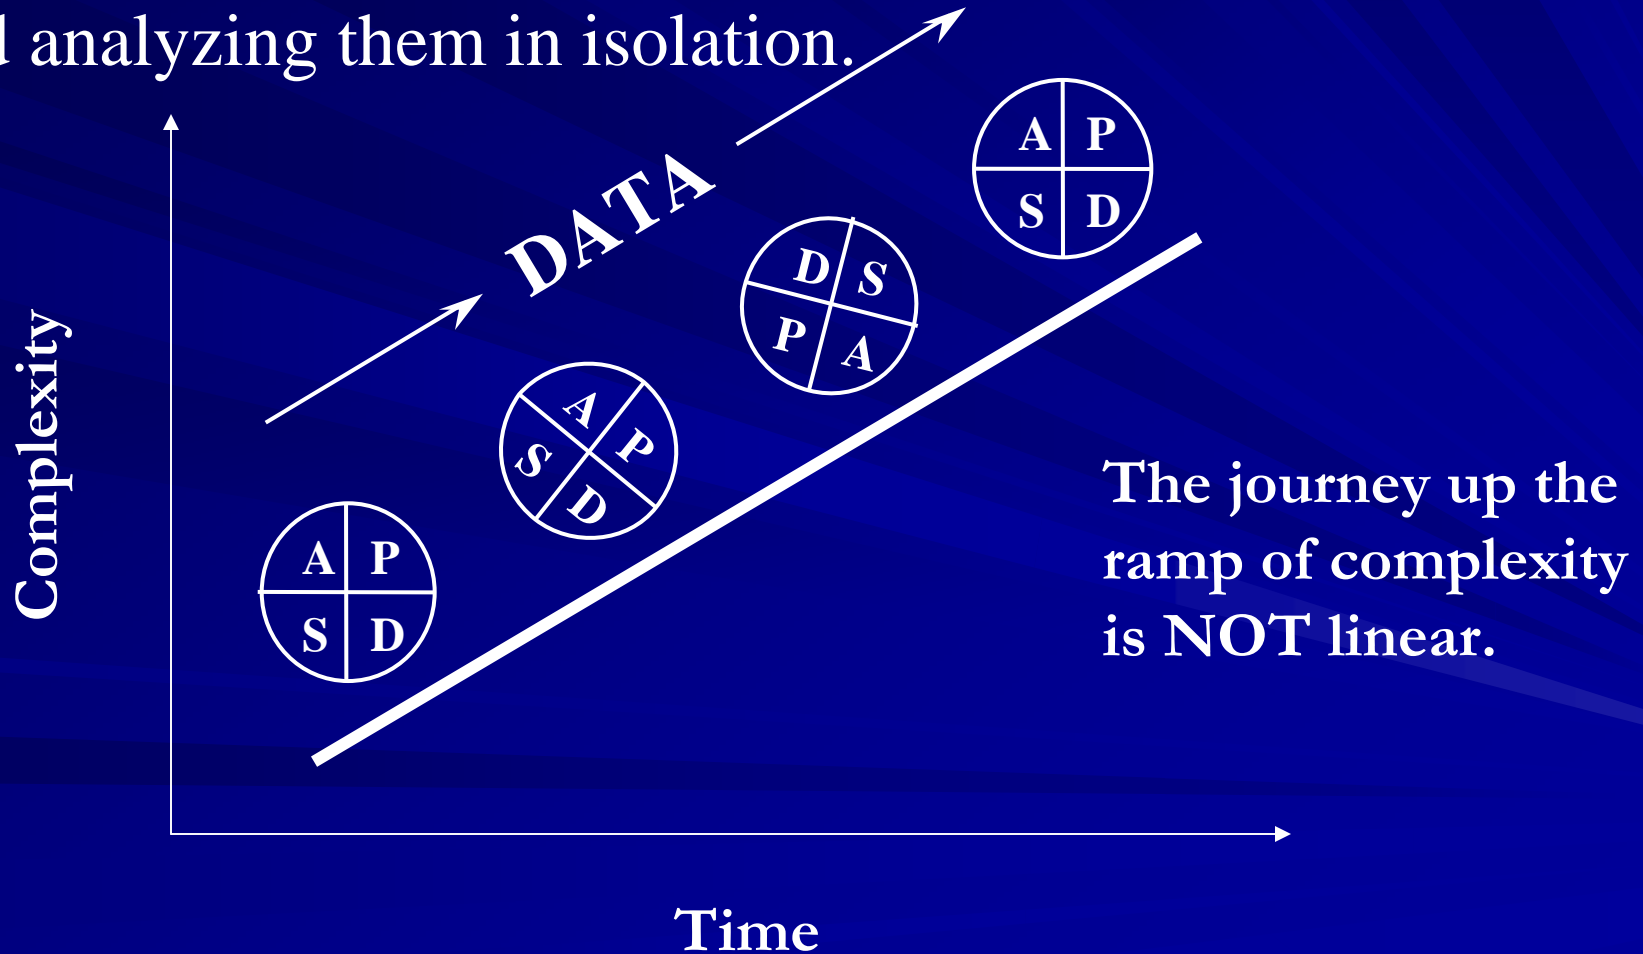 analyzing them in isolation.
DATA
A P
S D
D S
P A
A P
S D
A P
S D
Complexity
The journey up the
ramp of complexity
is NOT linear.
Time